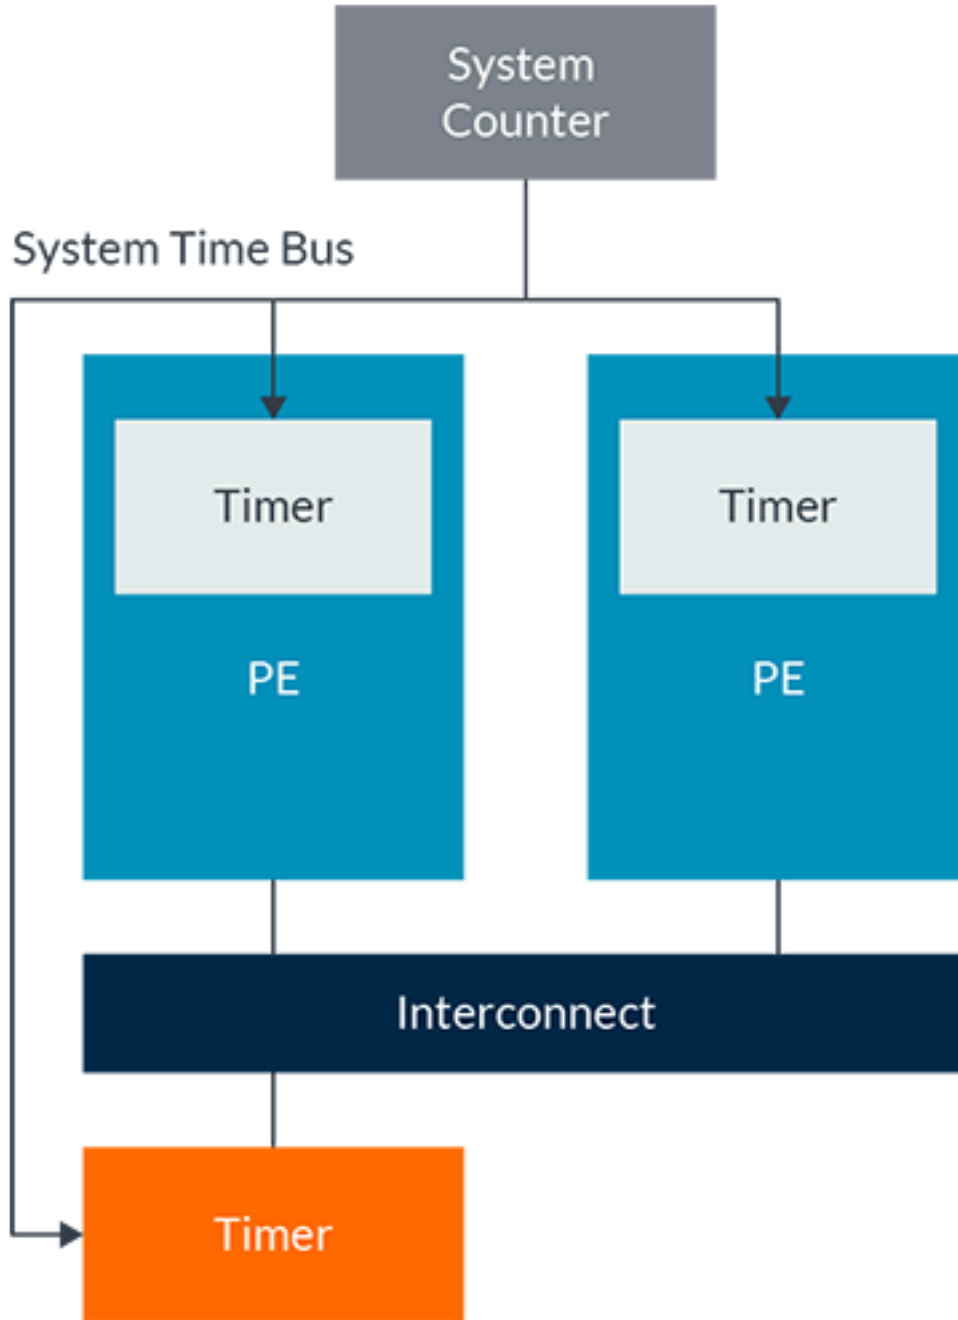 System
Counter
System Time Bus
Timer
Timer
PE
PE
Interconnect
Timer